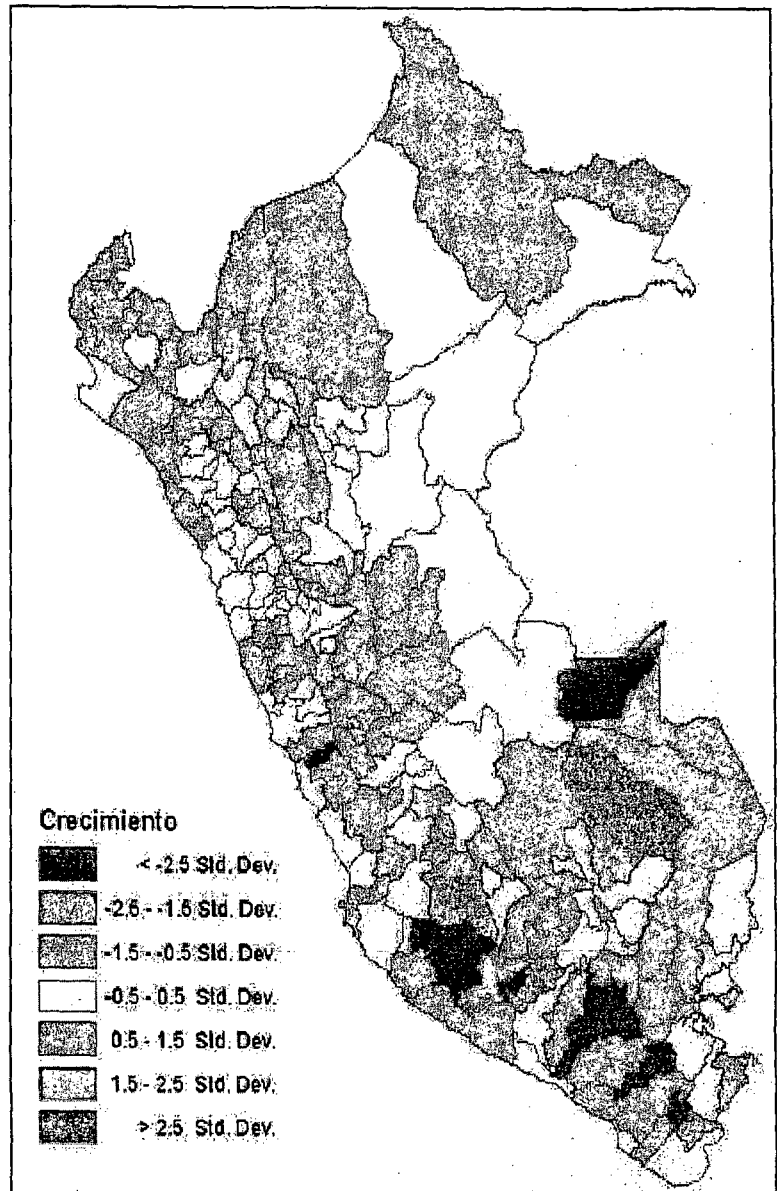 Crecimiento
< -2.5 Std. Dev.
-2.5 - -1.5 Std. Dev.
-1.5 - -0.5 Std. Dev.
-0.5 - 0.5 Std. Dev.
0.5 - 1.5 Std. Dev.
1.5 - 2.5 Std. Dev.
> 2.5 Std. Dev.